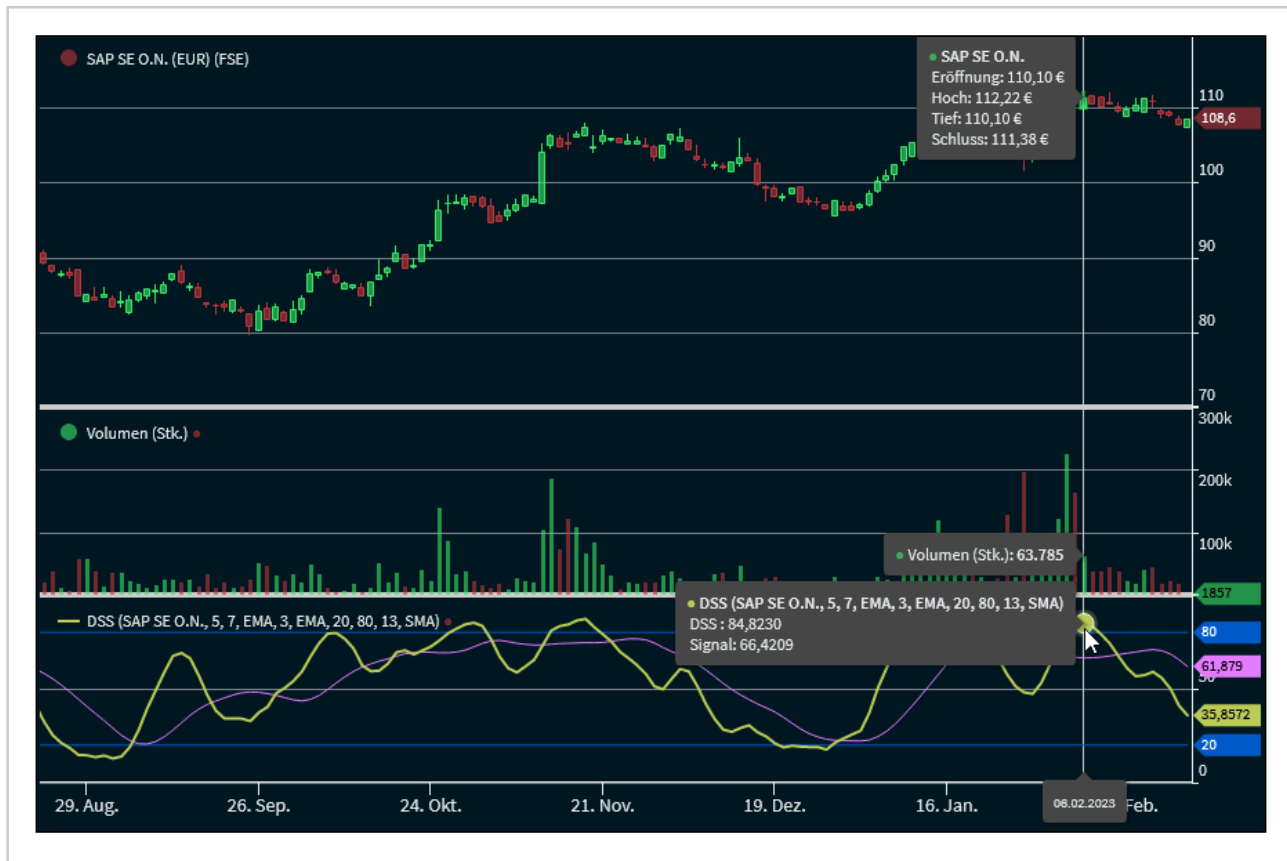 SAP SE O.N. (EUR) (FSE)
SAP SE O.N.
Eröffnung: 110,10 €
Hoch: 112,22 €
Tief: 110,10 €
Schluss: 111,38 €
110
108,6
100
90
80
70
300k
Volumen (Stk.)
200k
100k
Volumen (Stk.): 63.785
1857
DSS (SAP SE O.N., 5, 7, EMA, 3, EMA, 20, 80, 13, SMA)
DSS (SAP SE O.N., 5, 7, EMA, 3, EMA, 20, 80, 13, SMA)
DSS : 84,8230
Signal: 66,4209
80
61,879
50
35,8572
20
0
29. Aug.
26. Sep.
24. Okt.
21. Nov.
19. Dez.
16. Jan.
06.02.2023
Feb.